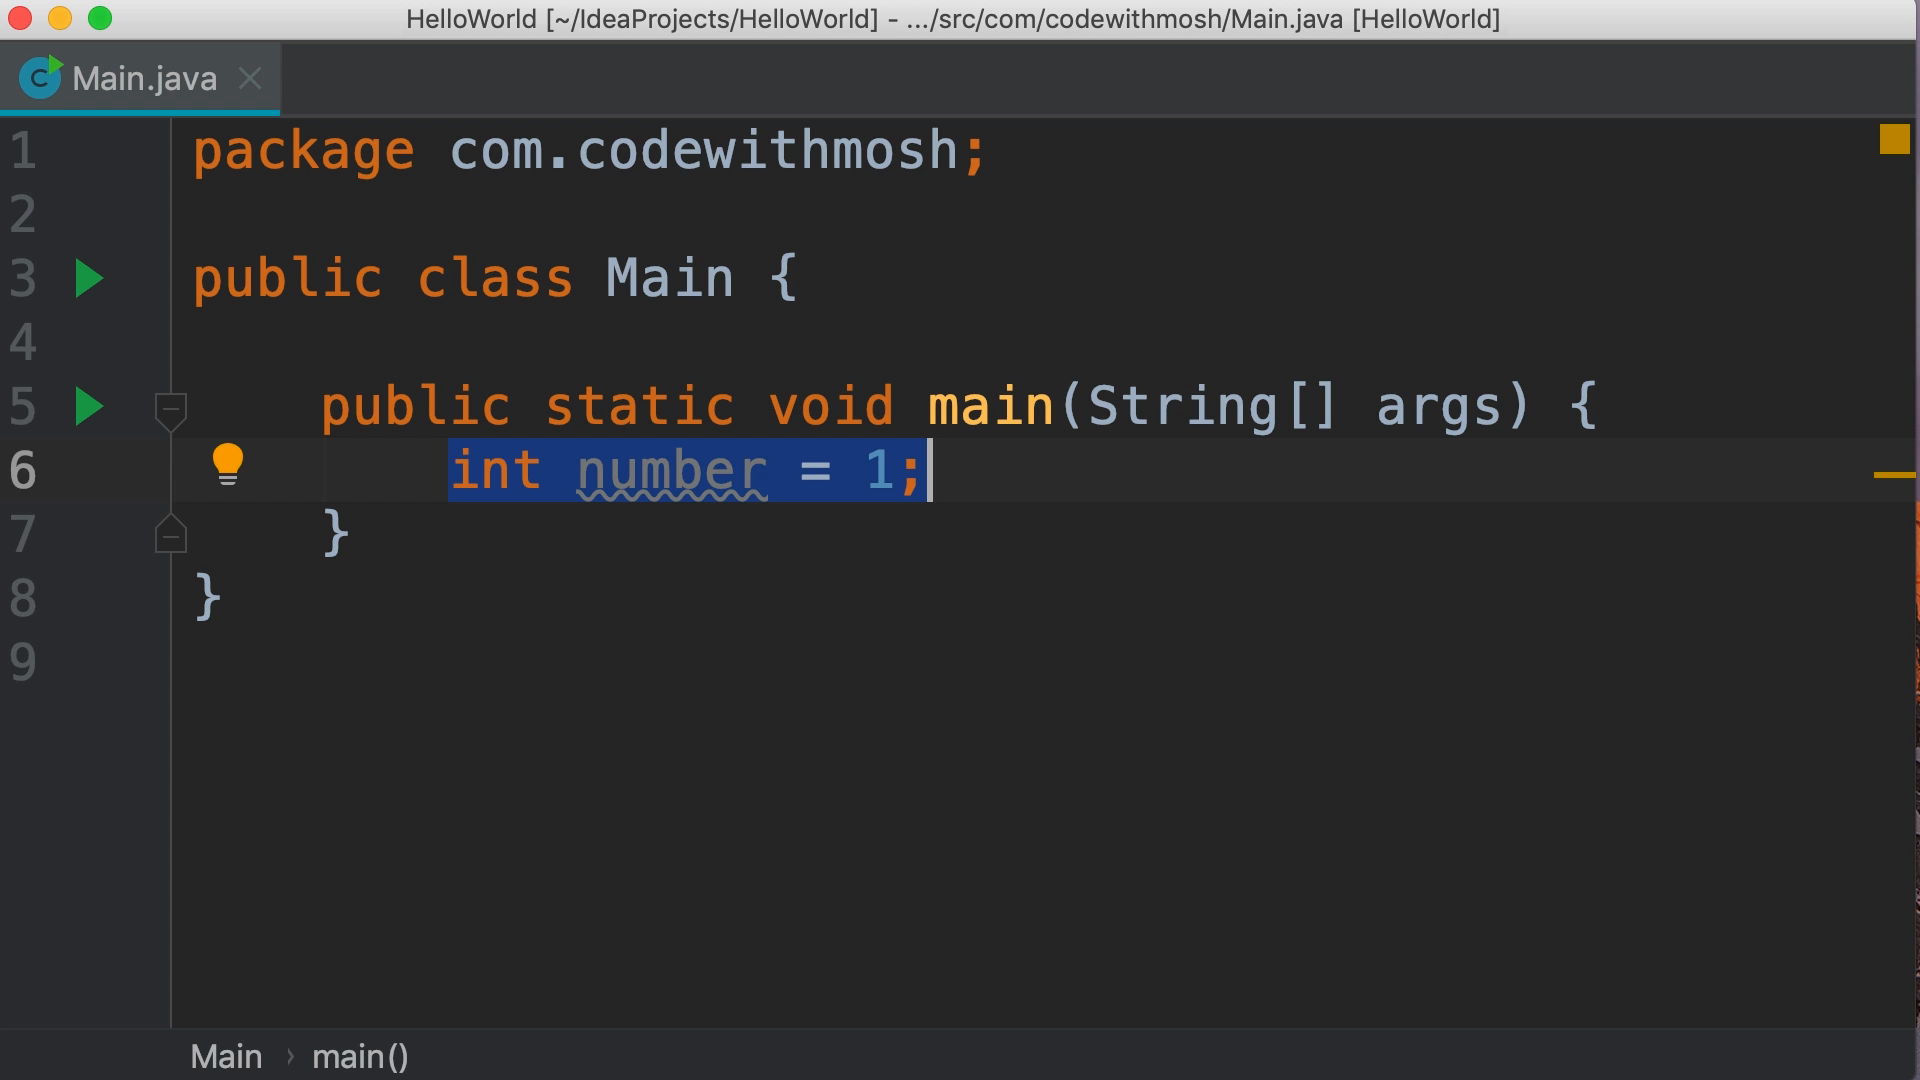 HelloWorld [~/IdeaProjects/HelloWorld] - .../src/com/codewithmosh/Main.java [HelloWorld]
C Main.java
1 package com.codewithmosh;
2
3 public class Main {
4
5 public static void main(String[] args) {
6 int number = 1;
7 }
8 }
9
Main › main()